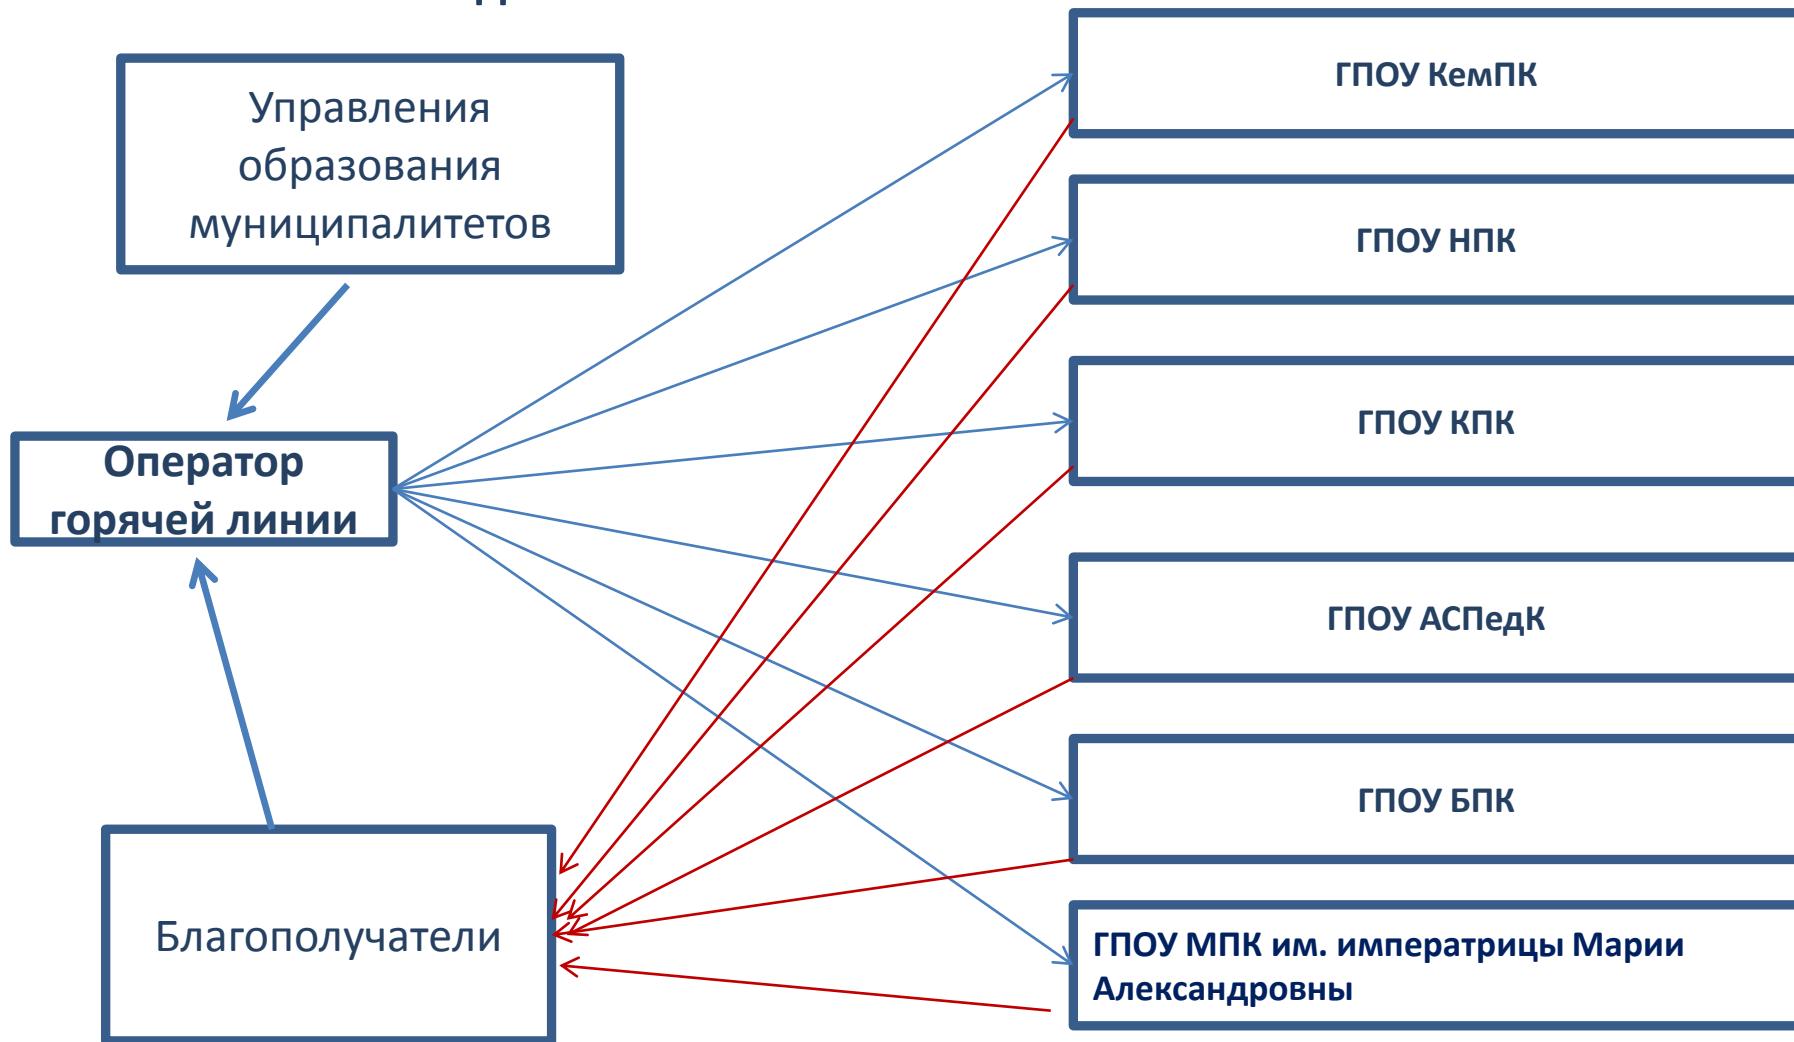 Управления
образования
муниципалитетов
Оператор
горячей линии
Благополучатели
ГПОУ КемПК
ГПОУ НПК
ГПОУ КПК
ГПОУ АСПедК
ГПОУ БПК
ГПОУ МПК им. императрицы Марии
Александровны